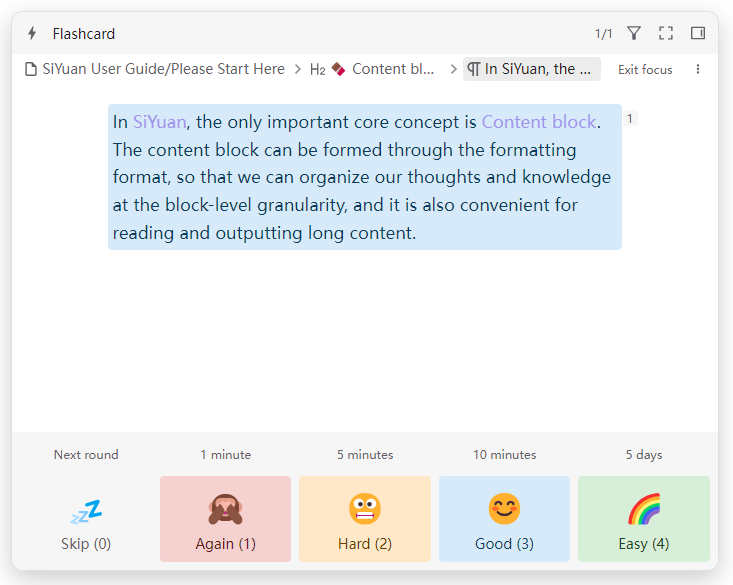 Flashcard 1/1
SiYuan User Guide/Please Start Here > H2 Content bl... > ¶ In SiYuan, the ... Exit focus
In SiYuan, the only important core concept is Content block. 1
The content block can be formed through the formatting
format, so that we can organize our thoughts and knowledge
at the block-level granularity, and it is also convenient for
reading and outputting long content.
Next round 1 minute 5 minutes 10 minutes 5 days
Skip (0) Again (1) Hard (2) Good (3) Easy (4)